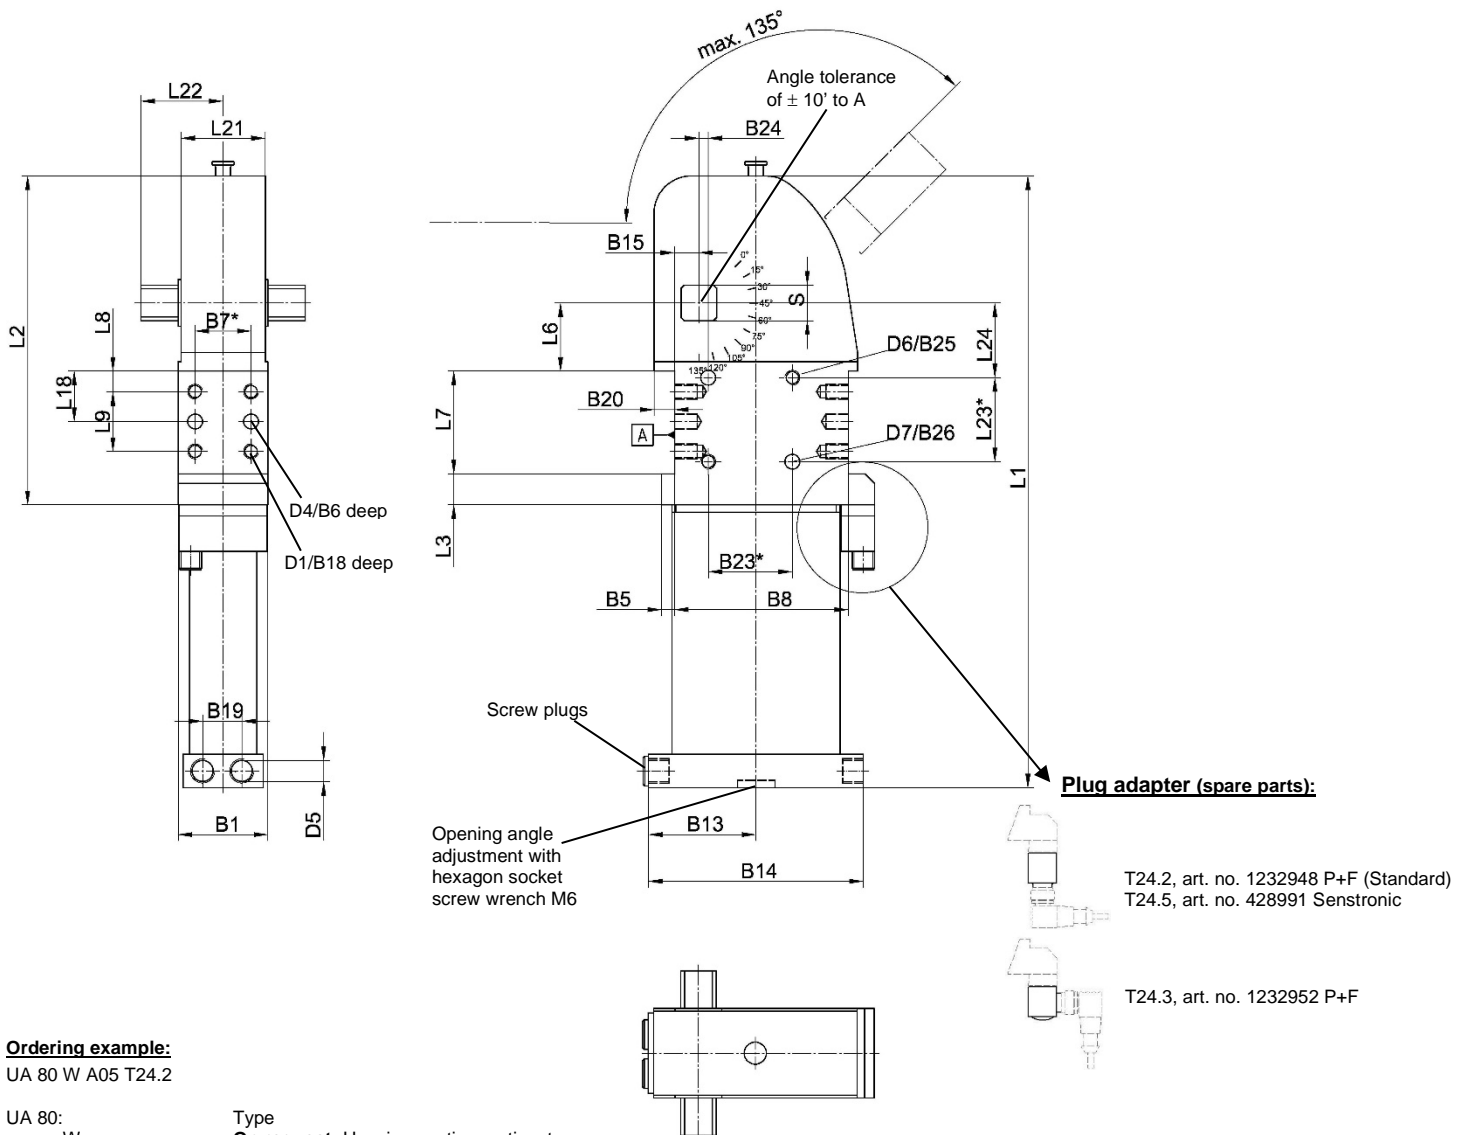 max. 135°
Angle tolerance
of ± 10' to A
L22
L21
B24
L2
B15
0°
15°
30°
45°
60°
75°
90°
105°
120°
135°
S
L8
B7*
L6
L24
L18
L9
D6/B25
B20
L7
A
L23*
D7/B26
L1
D4/B6 deep
L3
D1/B18 deep
B23*
B5
B8
Screw plugs
B19
D5
B1
Opening angle
adjustment with
hexagon socket
screw wrench M6
B13
B14
Plug adapter (spare parts):
T24.2, art. no. 1232948 P+F (Standard)
T24.5, art. no. 428991 Senstronic
T24.3, art. no. 1232952 P+F
Ordering example:
UA 80 W A05 T24.2
UA 80: Type